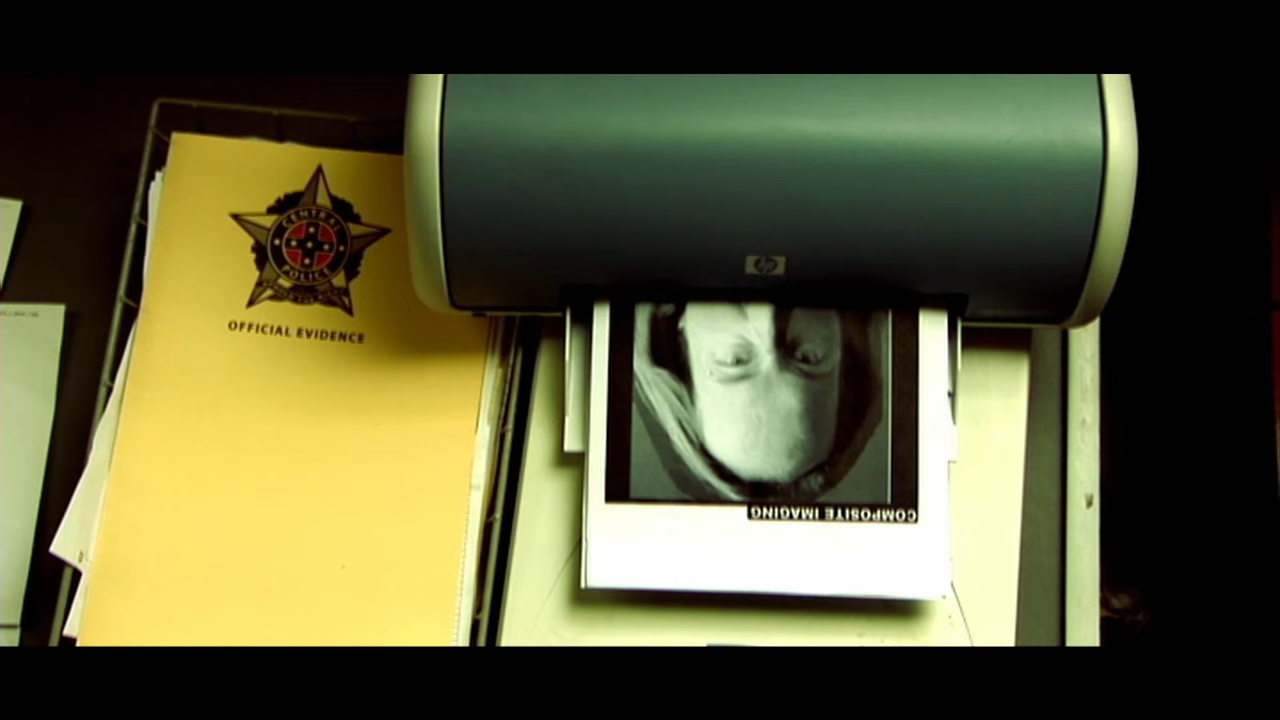 CENTRAL
POLICE
OFFICIAL EVIDENCE
hp
COMPOSITE IMAGING